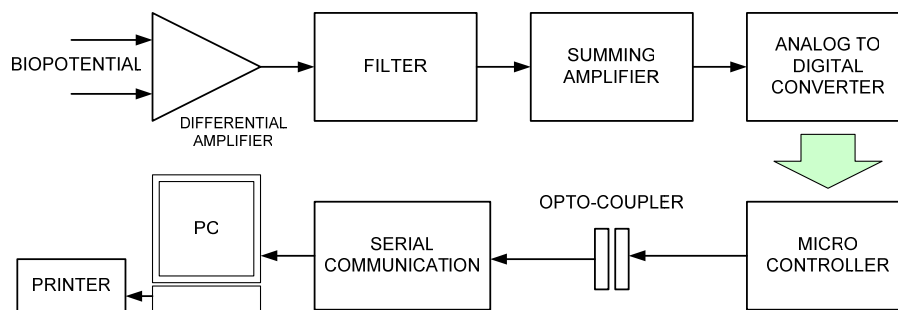 BIOPOTENTIAL
DIFFERENTIAL
AMPLIFIER
FILTER
SUMMING
AMPLIFIER
ANALOG TO
DIGITAL
CONVERTER
MICRO
CONTROLLER
OPTO-COUPLER
SERIAL
COMMUNICATION
PC
PRINTER